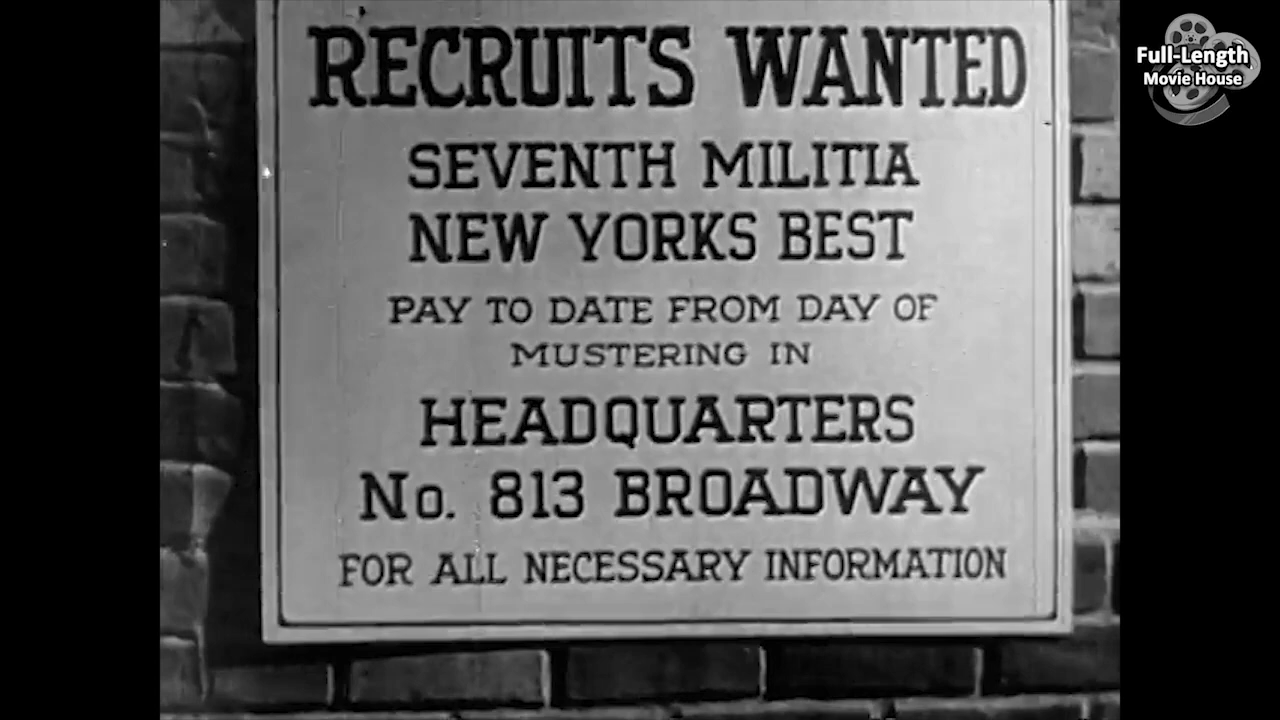 RECRUITS WANTED
SEVENTH MILITIA
NEW YORKS BEST
PAY TO DATE FROM DAY OF
MUSTERING IN
HEADQUARTERS
No. 813 BROADWAY
FOR ALL NECESSARY INFORMATION
Full-Length
Movie House